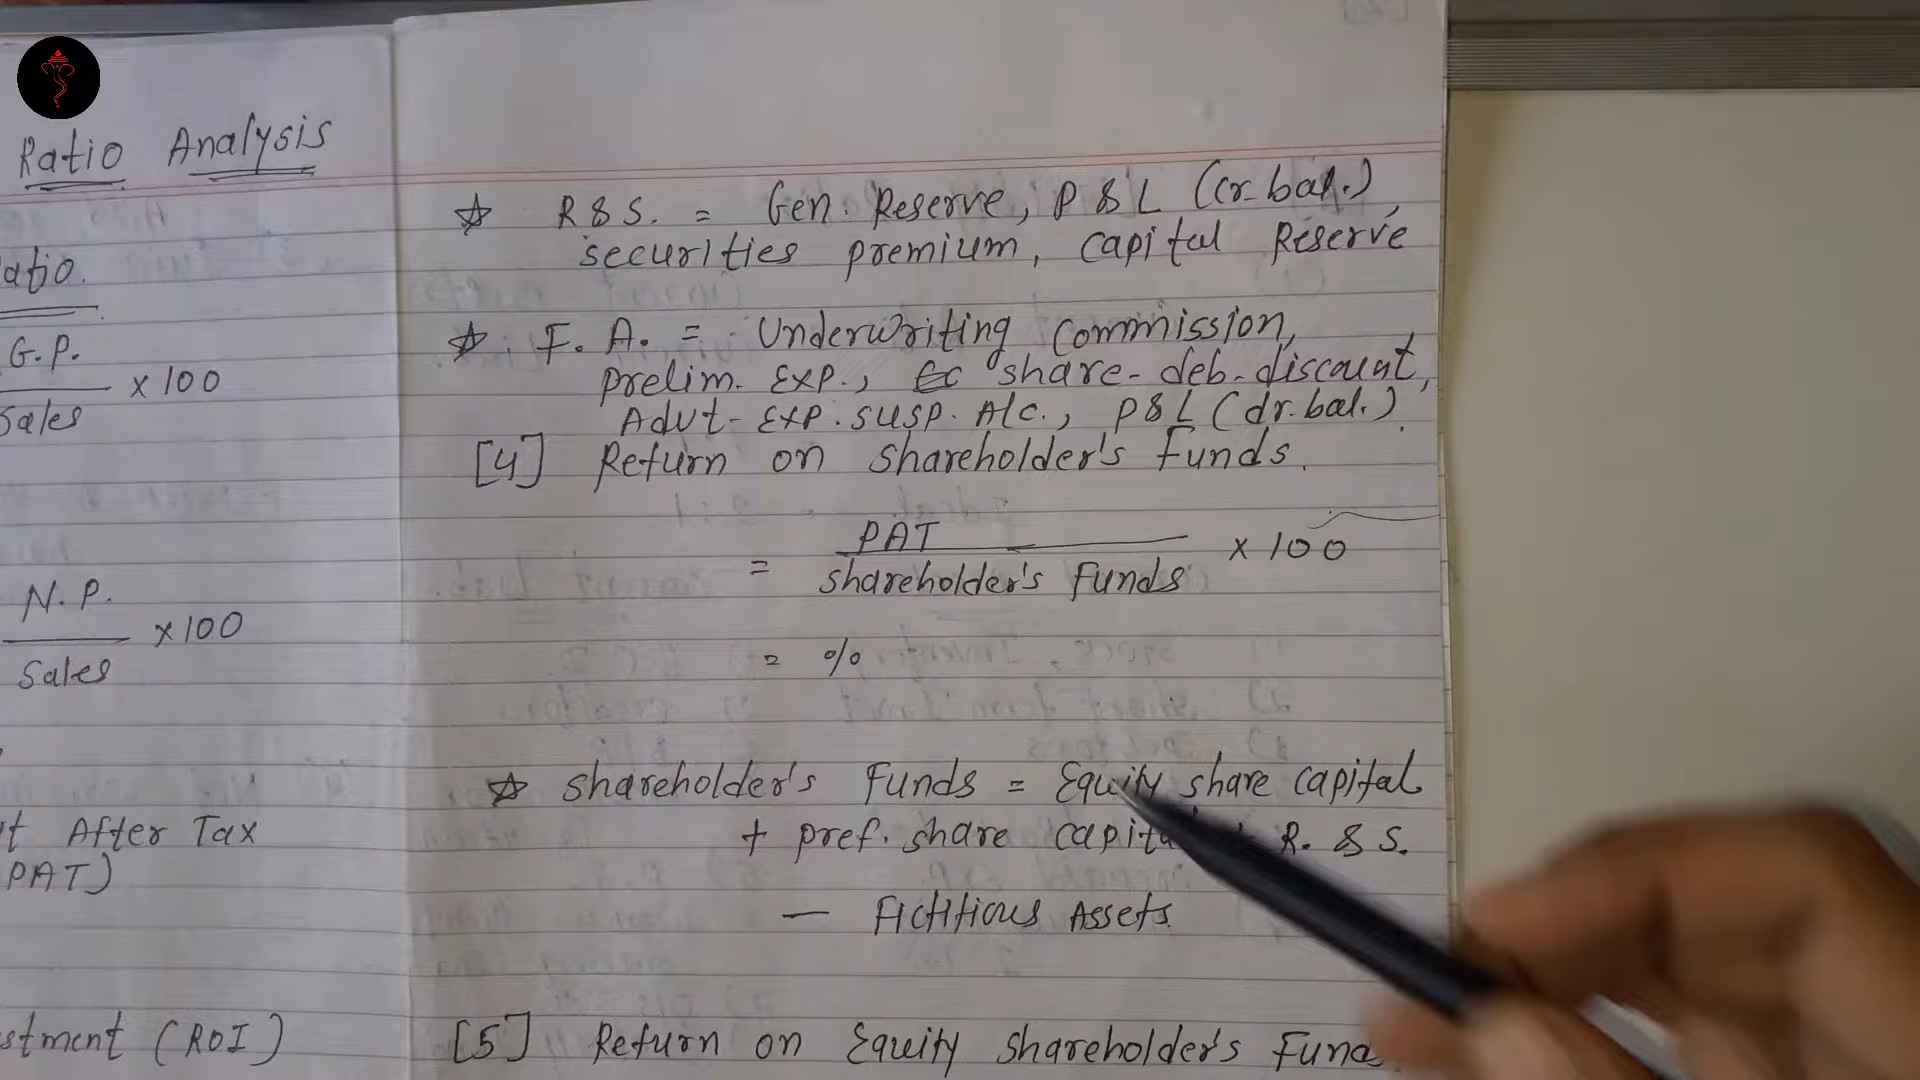 Ratio Analysis
G.P.
Sales × 100
N.P.
Sales ×100
After Tax
PAT)
(ROI)
☆ R & S. = Gen. Reserve, P & L (cr. bal.),
securities premium, capital Reserve
☆ F. A. = Underwriting commission,
prelim. Exp., share-deb-discount,
Advt-Exp. susp. A/c., P&L (dr. bal.).
[4] Return on shareholder's Funds.
= PAT
shareholder's Funds × 100
= %
☆ shareholder's Funds = Equity share capital
+ pref. share capital + R. & S.
— Fictitious Assets
[5] Return on Equity shareholder's